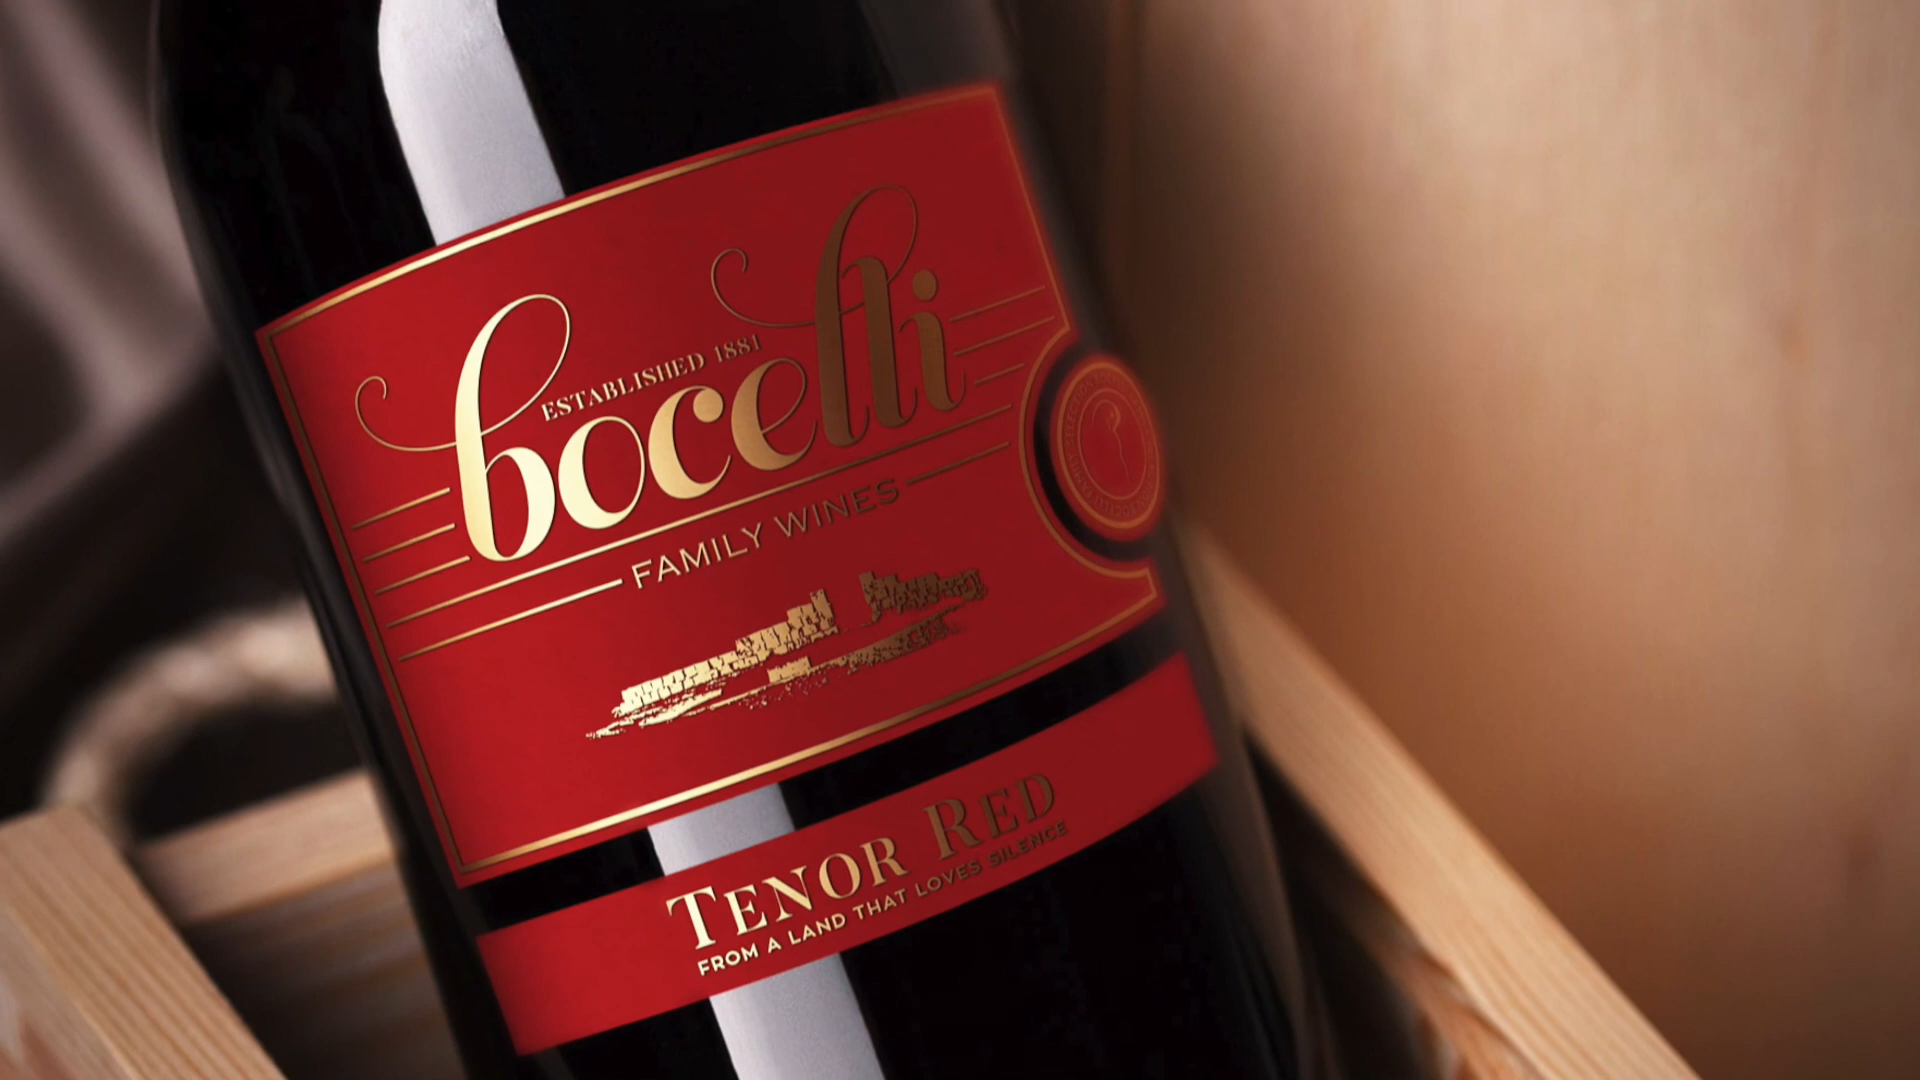 ESTABLISHED 1881
bocelli
FAMILY WINES
TENOR RED
FROM A LAND THAT LOVES SILENCE